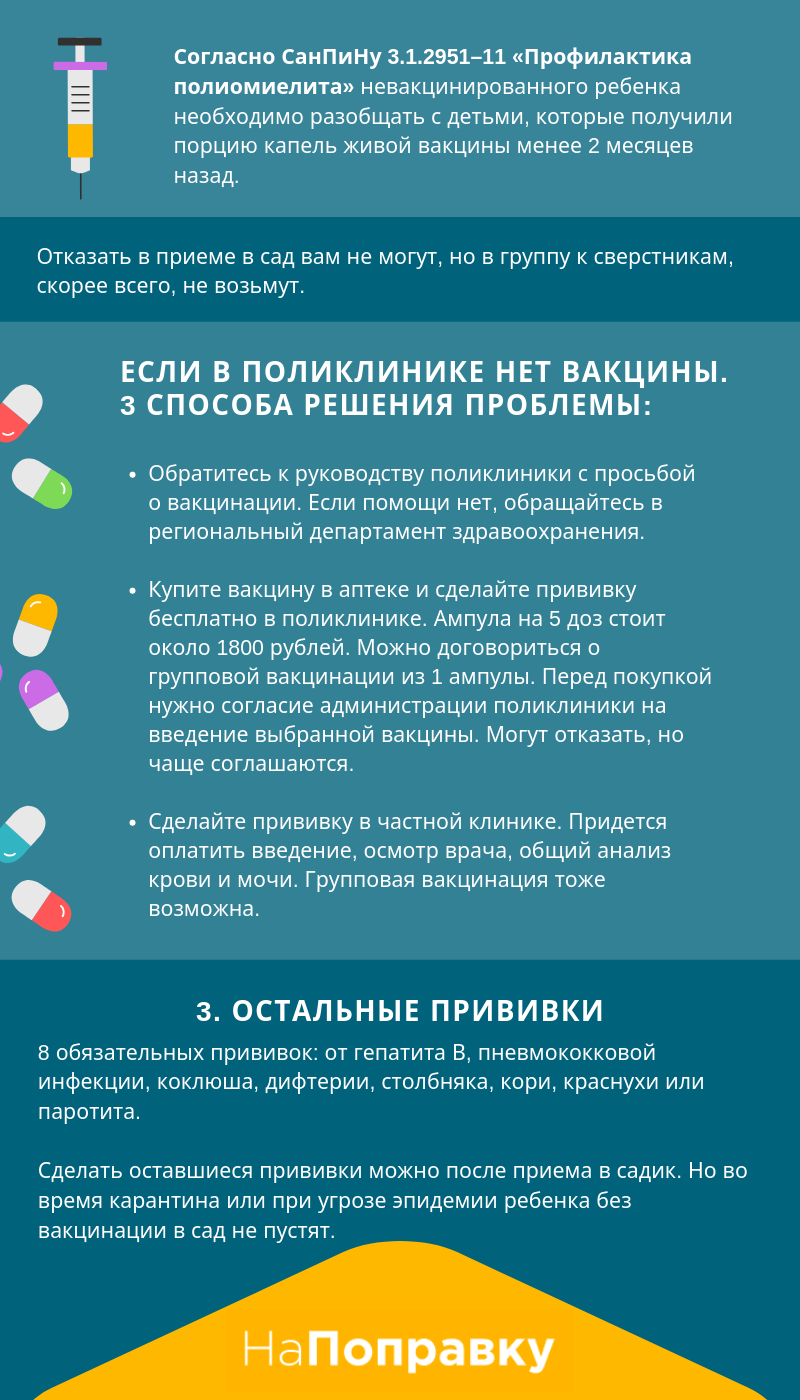 Согласно СанПиНу 3.1.2951–11 «Профилактика
полиомиелита» невакцинированного ребенка
необходимо разобщать с детьми, которые получили
порцию капель живой вакцины менее 2 месяцев
назад.
Отказать в приеме в сад вам не могут, но в группу к сверстникам,
скорее всего, не возьмут.
ЕСЛИ В ПОЛИКЛИНИКЕ НЕТ ВАКЦИНЫ.
3 СПОСОБА РЕШЕНИЯ ПРОБЛЕМЫ:
• Обратитесь к руководству поликлиники с просьбой
о вакцинации. Если помощи нет, обращайтесь в
региональный департамент здравоохранения.
• Купите вакцину в аптеке и сделайте прививку
бесплатно в поликлинике. Ампула на 5 доз стоит
около 1800 рублей. Можно договориться о
групповой вакцинации из 1 ампулы. Перед покупкой
нужно согласие администрации поликлиники на
введение выбранной вакцины. Могут отказать, но
чаще соглашаются.
• Сделайте прививку в частной клинике. Придется
оплатить введение, осмотр врача, общий анализ
крови и мочи. Групповая вакцинация тоже
возможна.
3. ОСТАЛЬНЫЕ ПРИВИВКИ
8 обязательных прививок: от гепатита В, пневмококковой
инфекции, коклюша, дифтерии, столбняка, кори, краснухи или
паротита.
Сделать оставшиеся прививки можно после приема в садик. Но во
время карантина или при угрозе эпидемии ребенка без
вакцинации в сад не пустят.
НаПоправку